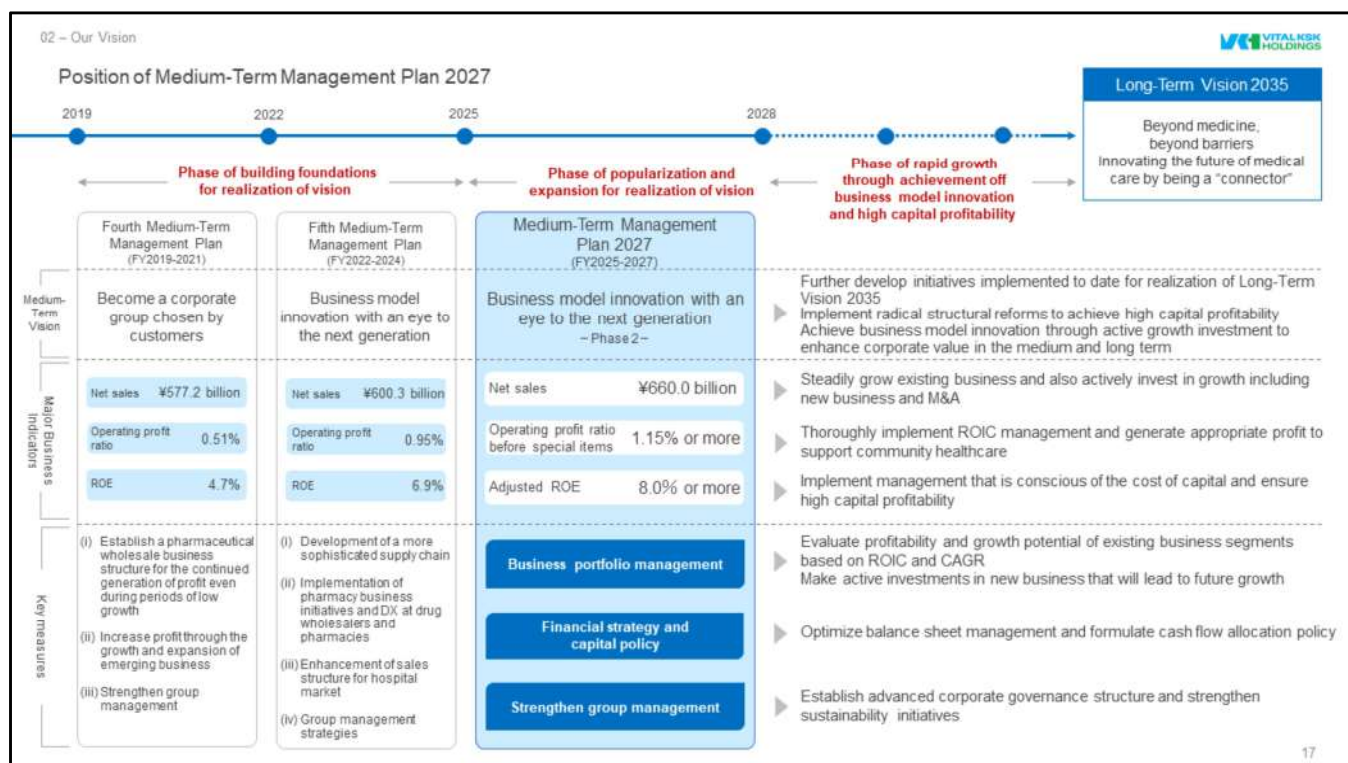 02 – Our Vision
VITAL KSK
HOLDINGS
Position of Medium-Term Management Plan 2027
2019
2022
2025
2028
Long-Term Vision 2035
Beyond medicine,
beyond barriers
Innovating the future of medical
care by being a “connector”
Phase of building foundations
for realization of vision
Phase of popularization and
expansion for realization of vision
Phase of rapid growth
through achievement off
business model innovation
and high capital profitability
Fourth Medium-Term
Management Plan
(FY2019-2021)
Fifth Medium-Term
Management Plan
(FY2022-2024)
Medium-Term Management
Plan 2027
(FY2025-2027)
Medium-
Term
Vision
Become a corporate
group chosen by
customers
Business model
innovation with an eye to
the next generation
Business model innovation with an
eye to the next generation
– Phase 2 –
Further develop initiatives implemented to date for realization of Long-Term
Vision 2035
Implement radical structural reforms to achieve high capital profitability
Achieve business model innovation through active growth investment to
enhance corporate value in the medium and long term
Major Business
Indicators
Net sales ¥577.2 billion
Operating profit
ratio 0.51%
ROE 4.7%
Net sales ¥600.3 billion
Operating profit
ratio 0.95%
ROE 6.9%
Net sales ¥660.0 billion
Operating profit ratio
before special items 1.15% or more
Adjusted ROE 8.0% or more
Steadily grow existing business and also actively invest in growth including
new business and M&A
Thoroughly implement ROIC management and generate appropriate profit to
support community healthcare
Implement management that is conscious of the cost of capital and ensure
high capital profitability
Key measures
(i) Establish a pharmaceutical
wholesale business
structure for the continued
generation of profit even
during periods of low
growth
(ii) Increase profit through the
growth and expansion of
emerging business
(iii) Strengthen group
management
(i) Development of a more
sophisticated supply chain
(ii) Implementation of
pharmacy business
initiatives and DX at drug
wholesalers and
pharmacies
(iii) Enhancement of sales
structure for hospital
market
(iv) Group management
strategies
Business portfolio management
Financial strategy and
capital policy
Strengthen group management
Evaluate profitability and growth potential of existing business segments
based on ROIC and CAGR
Make active investments in new business that will lead to future growth
Optimize balance sheet management and formulate cash flow allocation policy
Establish advanced corporate governance structure and strengthen
sustainability initiatives
17